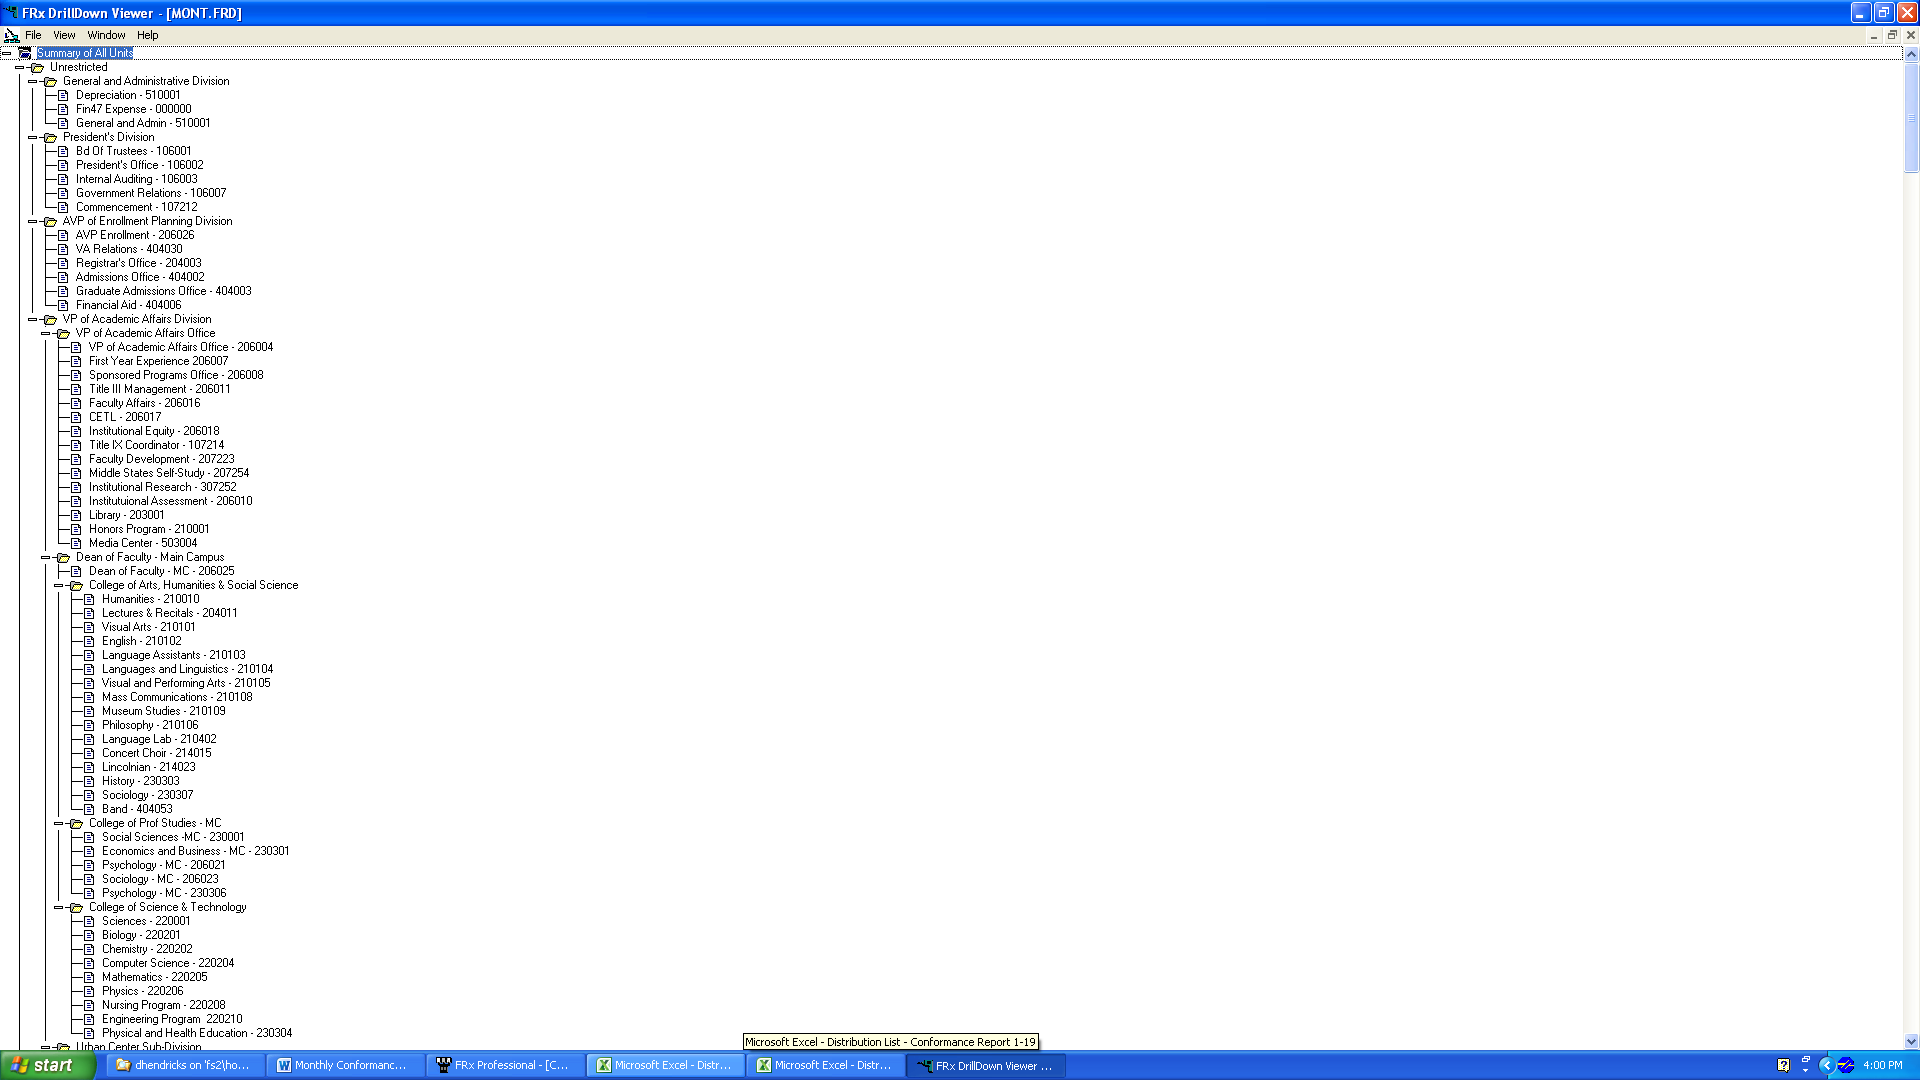 FRx DrillDown Viewer - [MONT.FRD]
File View Window Help
Summary of All Units
Unrestricted
General and Administrative Division
Depreciation - 510001
Fin47 Expense - 000000
General and Admin - 510001
President's Division
Bd Of Trustees - 106001
President's Office - 106002
Internal Auditing - 106003
Government Relations - 106007
Commencement - 107212
AVP of Enrollment Planning Division
AVP Enrollment - 206026
VA Relations - 404030
Registrar's Office - 204003
Admissions Office - 404002
Graduate Admissions Office - 404003
Financial Aid - 404006
VP of Academic Affairs Division
VP of Academic Affairs Office
VP of Academic Affairs Office - 206004
First Year Experience 206007
Sponsored Programs Office - 206008
Title III Management - 206011
Faculty Affairs - 206016
CETL - 206017
Institutional Equity - 206018
Title IX Coordinator - 107214
Faculty Development - 207223
Middle States Self-Study - 207254
Institutional Research - 307252
Institutuional Assessment - 206010
Library - 203001
Honors Program - 210001
Media Center - 503004
Dean of Faculty - Main Campus
Dean of Faculty - MC - 206025
College of Arts, Humanities & Social Science
Humanities - 210010
Lectures & Recitals - 204011
Visual Arts - 210101
English - 210102
Language Assistants - 210103
Languages and Linguistics - 210104
Visual and Performing Arts - 210105
Mass Communications - 210108
Museum Studies - 210109
Philosophy - 210106
Language Lab - 210402
Concert Choir - 214015
Lincolnian - 214023
History - 230303
Sociology - 230307
Band - 404053
College of Prof Studies - MC
Social Sciences -MC - 230001
Economics and Business - MC - 230301
Psychology - MC - 206021
Sociology - MC - 206023
Psychology - MC - 230306
College of Science & Technology
Sciences - 220001
Biology - 220201
Chemistry - 220202
Computer Science - 220204
Mathematics - 220205
Physics - 220206
Nursing Program - 220208
Engineering Program 220210
Physical and Health Education - 230304
Urban Center Sub-Division
Microsoft Excel - Distribution List - Conformance Report 1-19
start
dhendricks on 'fs2\ho...
Monthly Conformanc...
FRx Professional - [C...
Microsoft Excel - Distr...
Microsoft Excel - Distr...
FRx DrillDown Viewer ...
4:00 PM